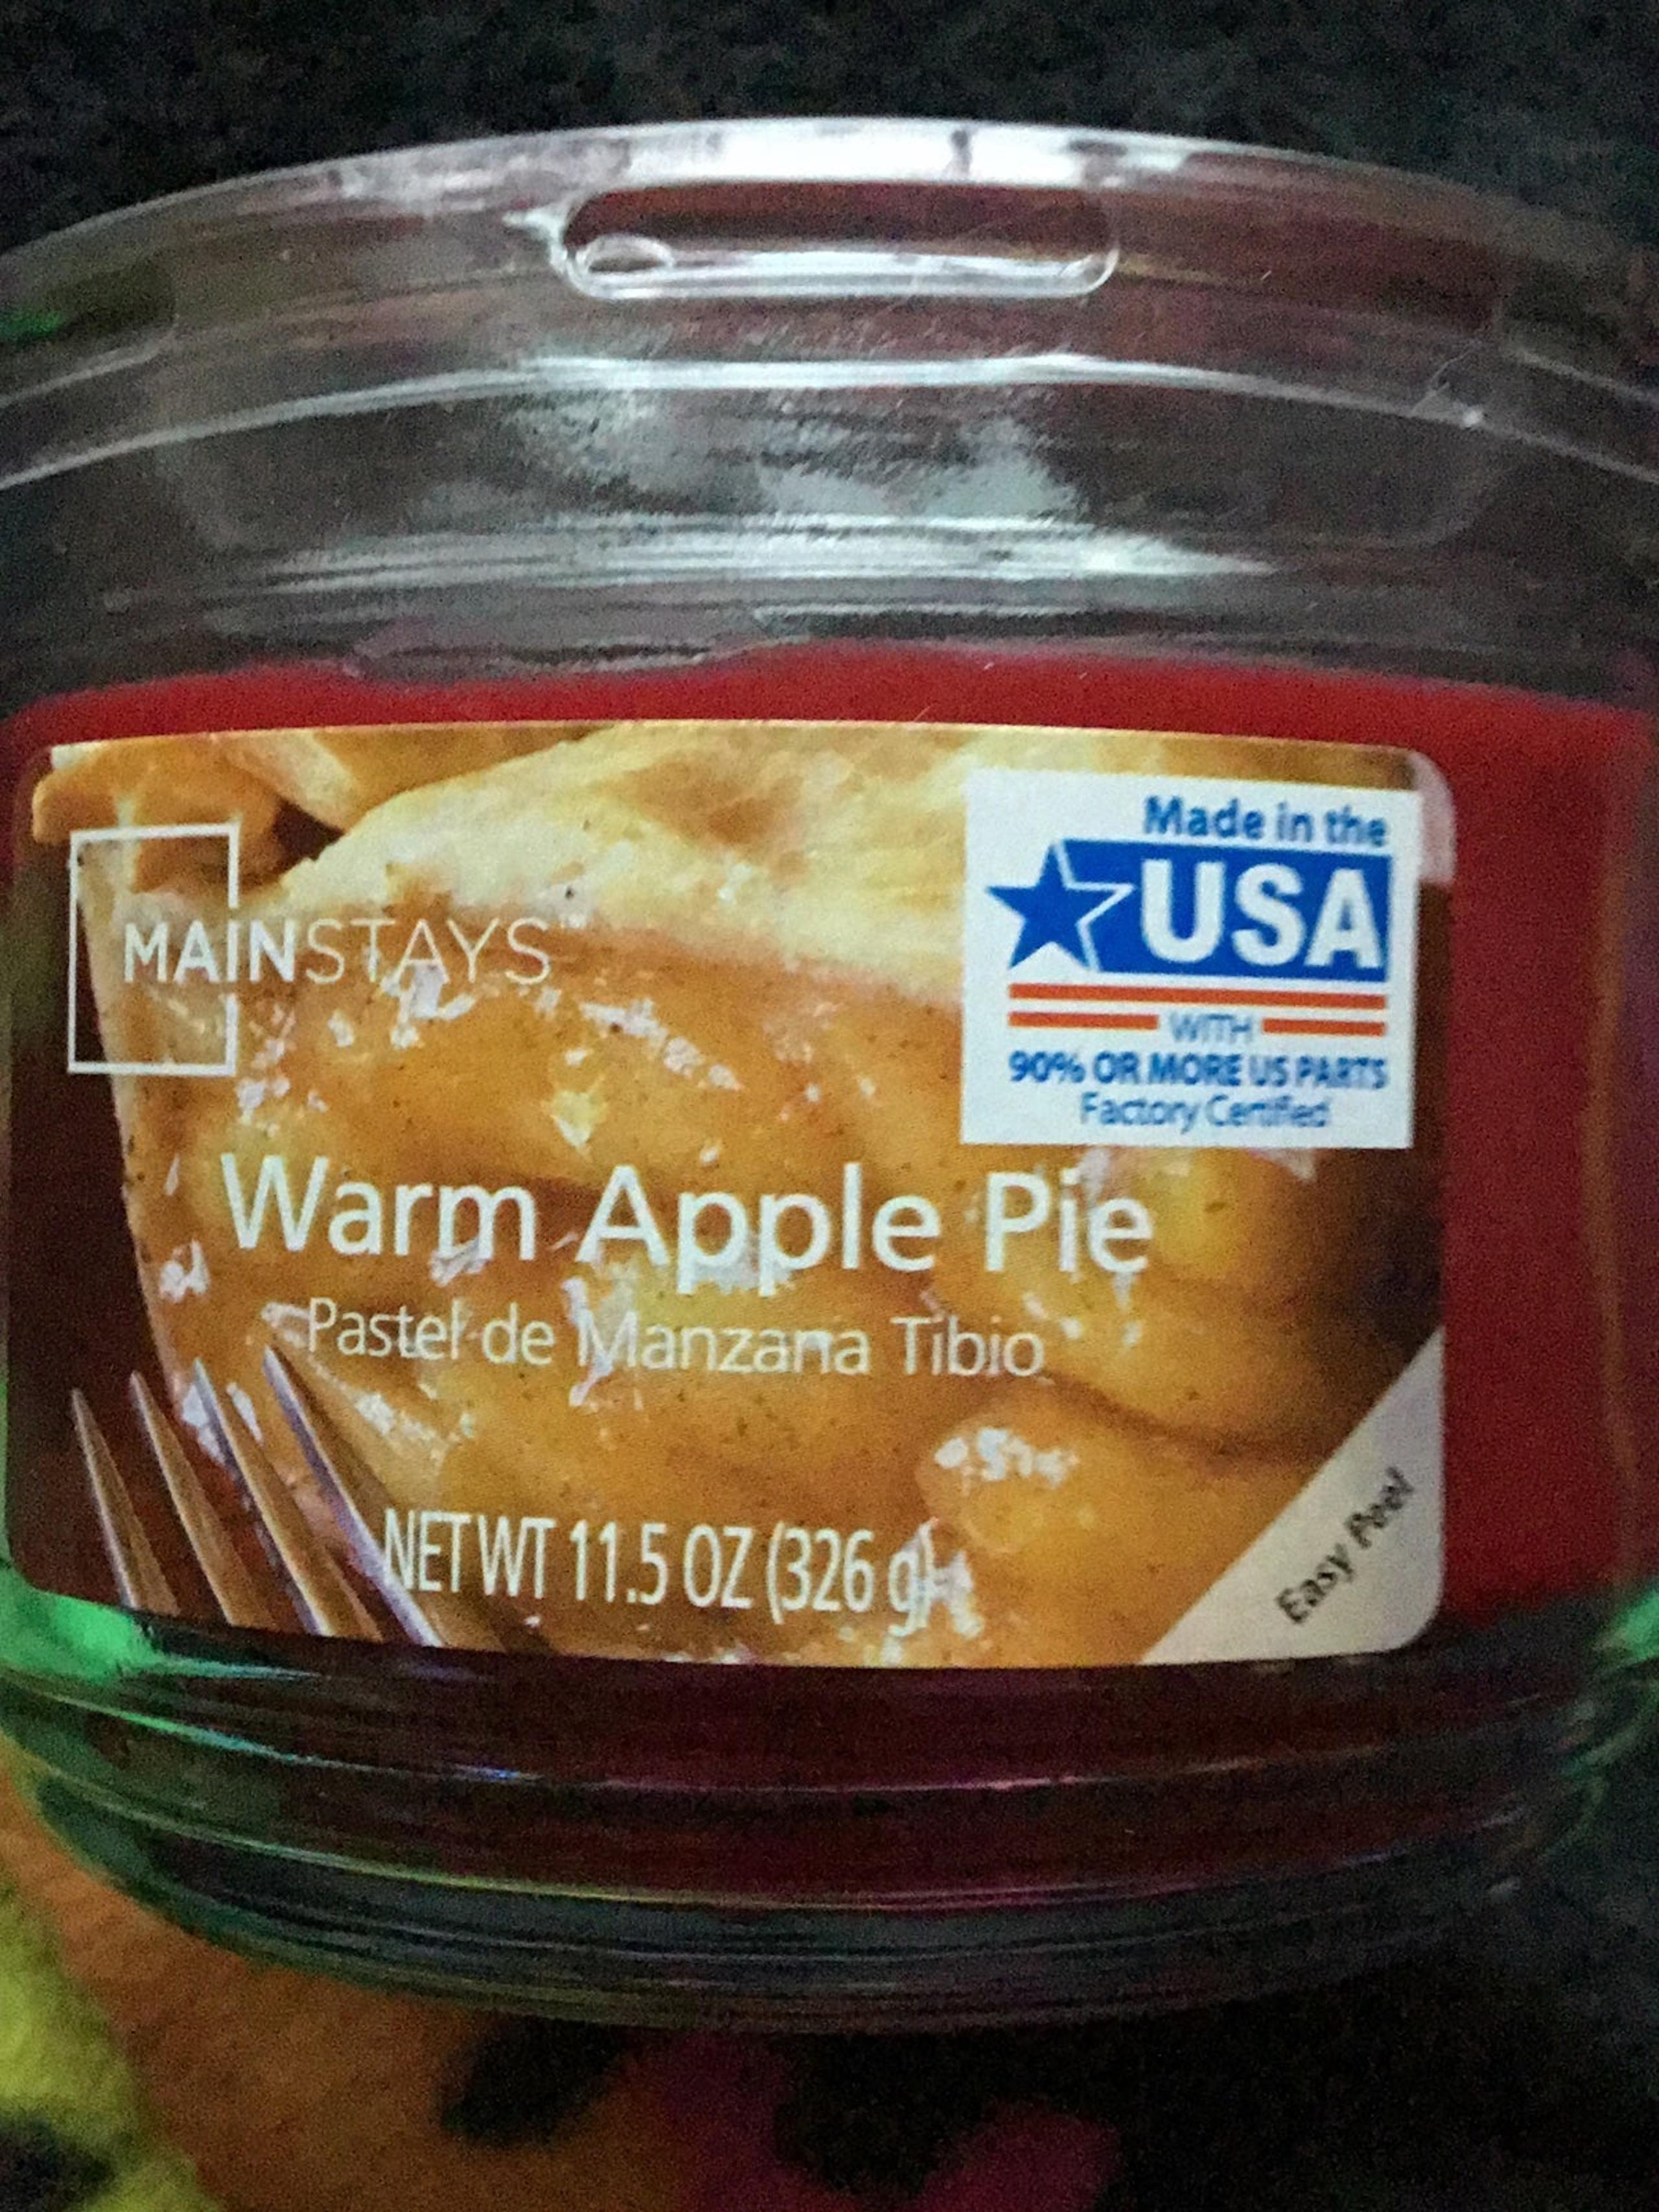 Made in the
USA
WITH
90% OR MORE US PARTS
Factory Certified
MAINSTAYS™
Warm Apple Pie
Pastel de Manzana Tibio
NET WT 11.5 OZ (326 g)
Easy Peel